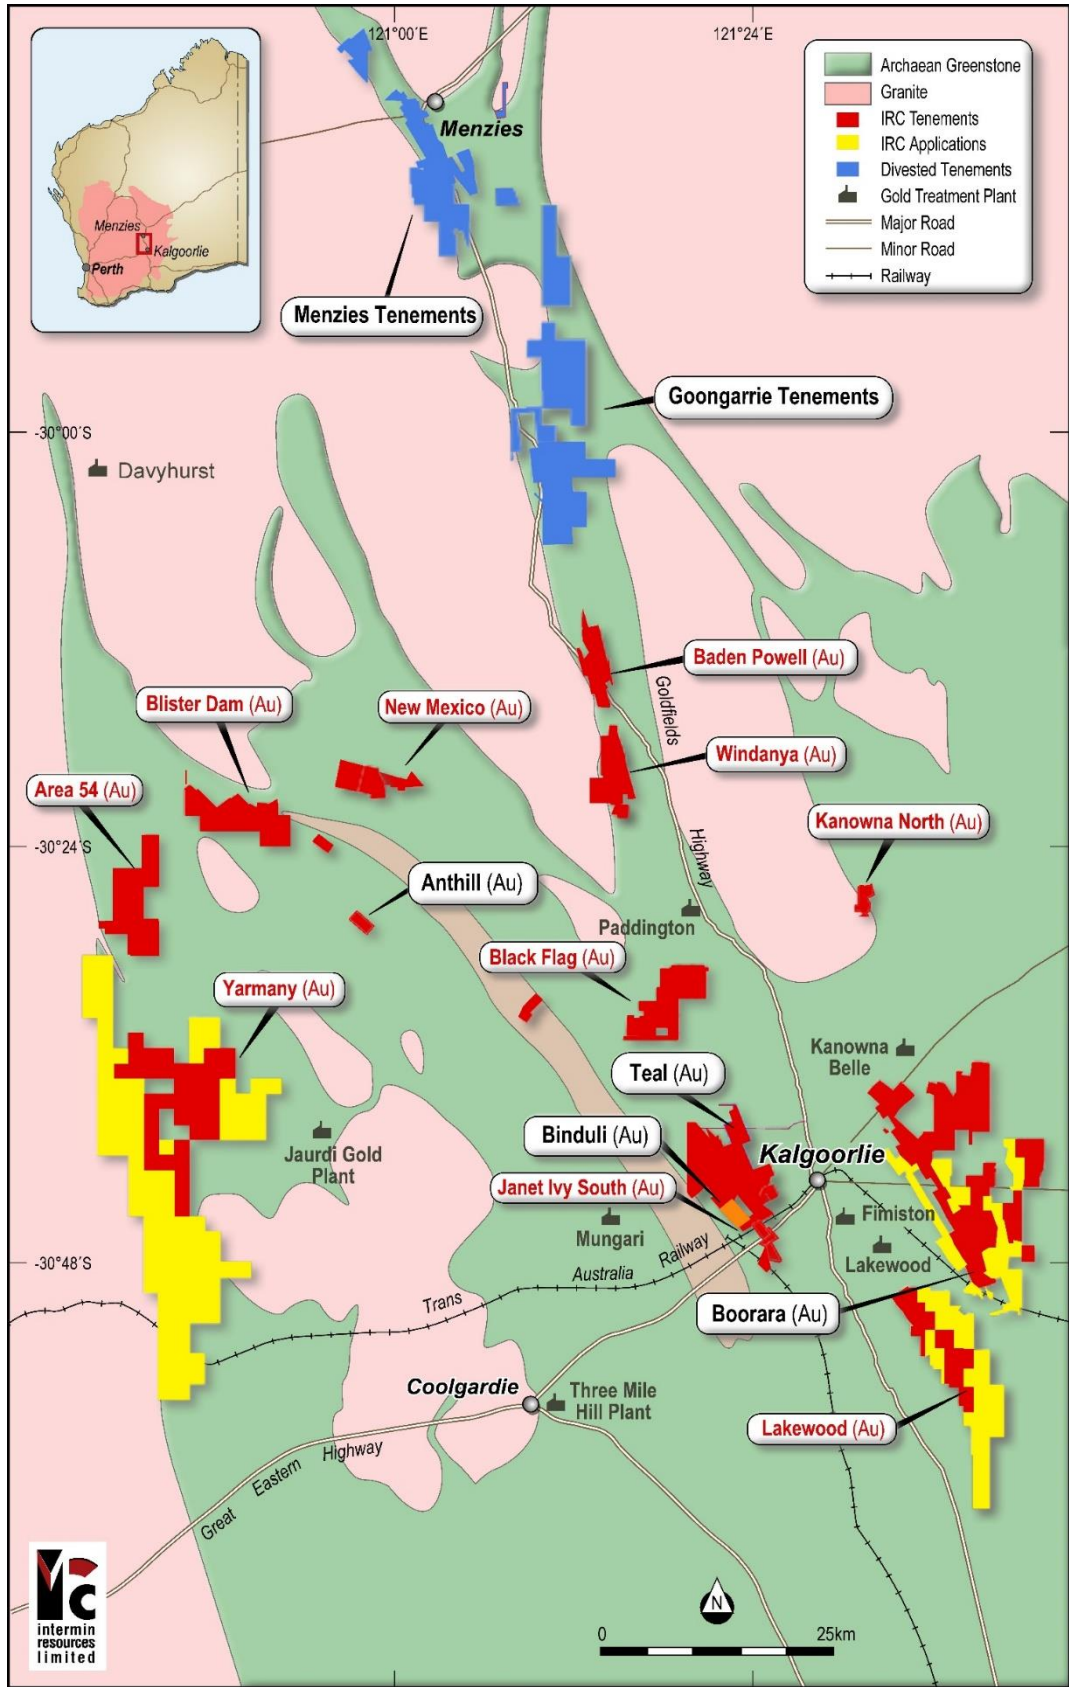 121°00´E
121°24´E
Menzies
Kalgoorlie
Perth
Archaean Greenstone
Granite
IRC Tenements
IRC Applications
Divested Tenements
Gold Treatment Plant
Major Road
Minor Road
Railway
Menzies
Menzies Tenements
Goongarrie Tenements
-30°00´S
Davyhurst
Baden Powell (Au)
Goldfields
Highway
Blister Dam (Au)
New Mexico (Au)
Windanya (Au)
Area 54 (Au)
Kanowna North (Au)
-30°24´S
Anthill (Au)
Paddington
Black Flag (Au)
Yarmany (Au)
Kanowna
Belle
Teal (Au)
Binduli (Au)
Jaurdi Gold
Plant
Kalgoorlie
Janet Ivy South (Au)
Fimiston
Mungari
Lakewood
-30°48´S
Trans
Australia
Railway
Boorara (Au)
Coolgardie
Three Mile
Hill Plant
Lakewood (Au)
Great
Eastern
Highway
N
0
25km
intermin
resources
limited